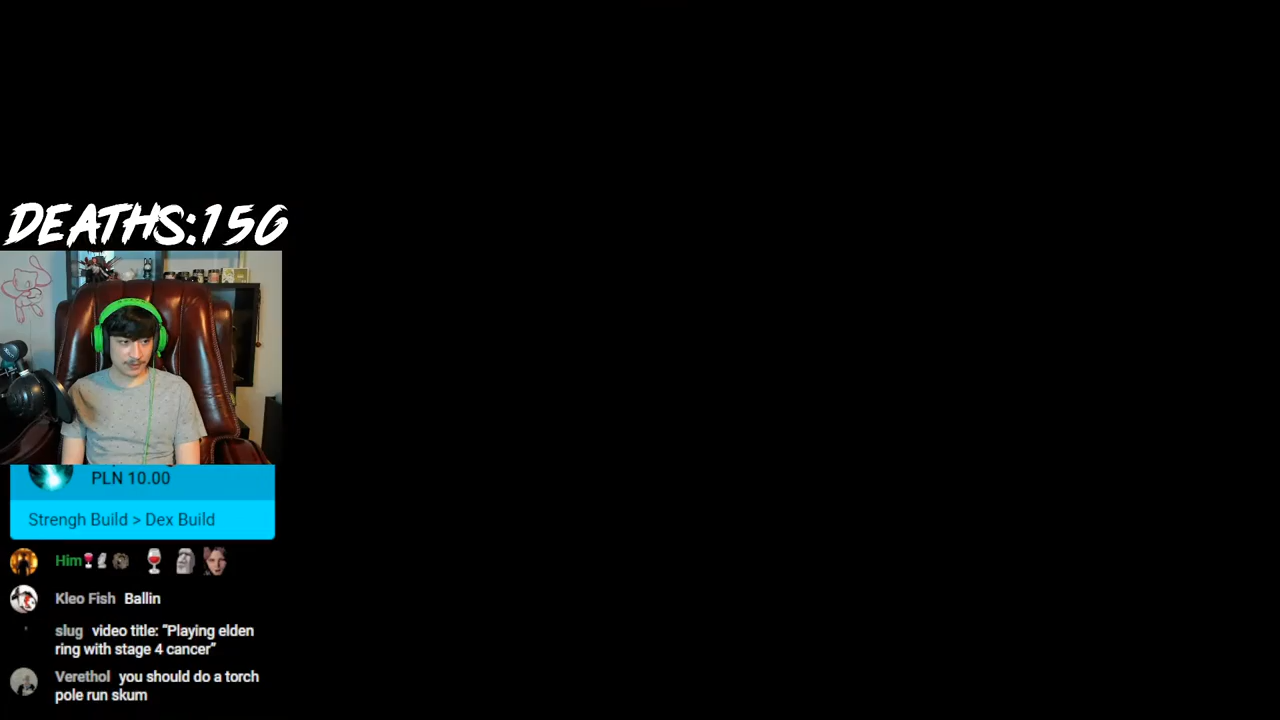 DEATHS:156
PLN 10.00
Strengh Build > Dex Build
Him
Kleo Fish Ballin
slug video title: “Playing elden
ring with stage 4 cancer”
Verethol you should do a torch
pole run skum